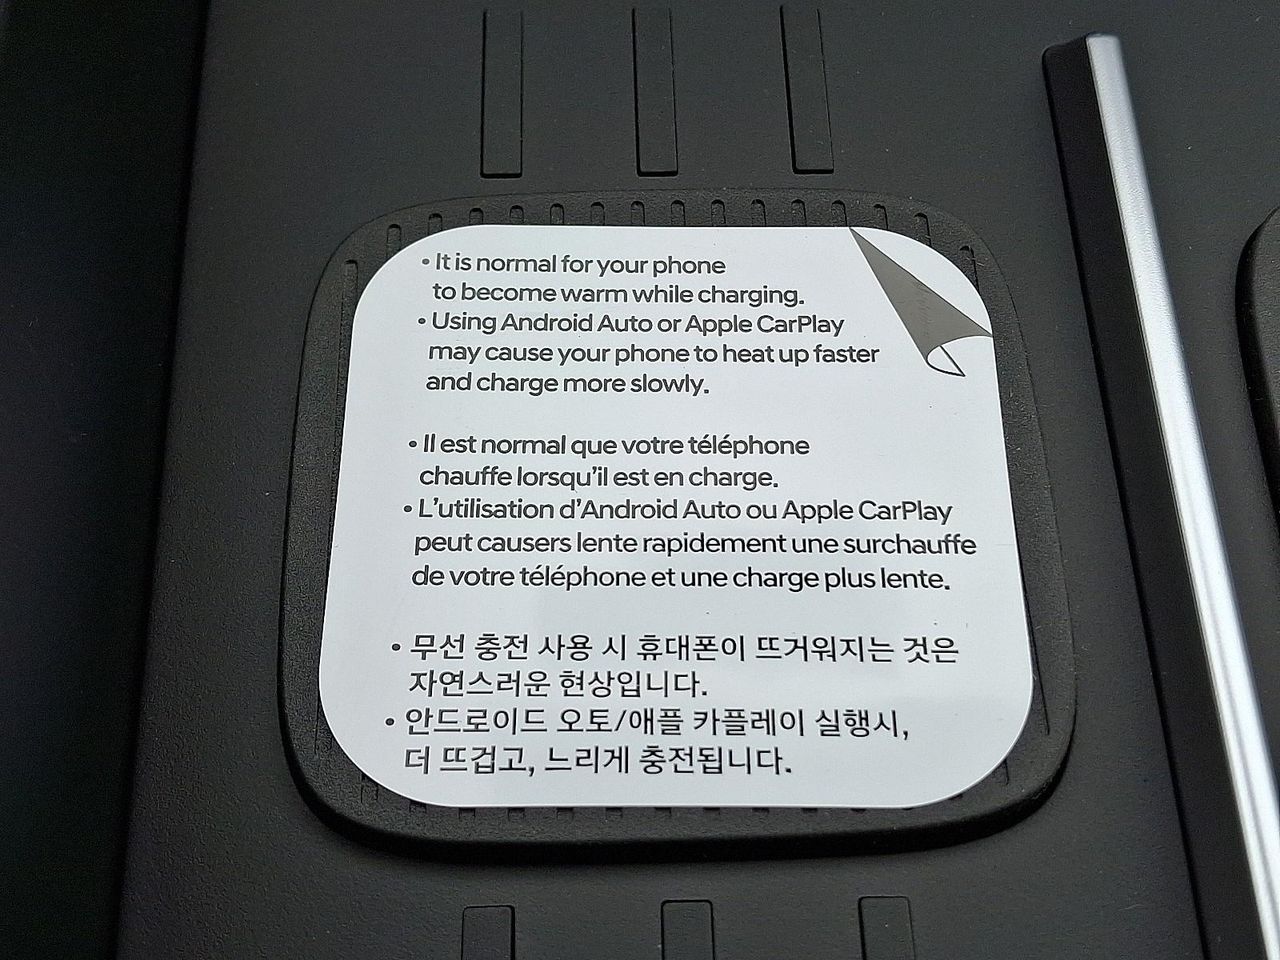 • It is normal for your phone
to become warm while charging.
• Using Android Auto or Apple CarPlay
may cause your phone to heat up faster
and charge more slowly.
• Il est normal que votre téléphone
chauffe lorsqu'il est en charge.
• L'utilisation d'Android Auto ou Apple CarPlay
peut causers lente rapidement une surchauffe
de votre téléphone et une charge plus lente.
• 무선 충전 사용 시 휴대폰이 뜨거워지는 것은
자연스러운 현상입니다.
• 안드로이드 오토/애플 카플레이 실행시,
더 뜨겁고, 느리게 충전됩니다.